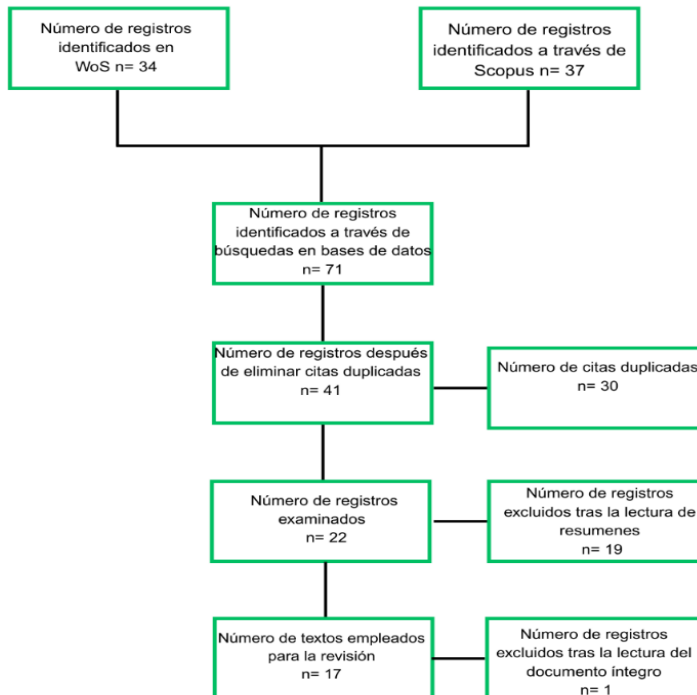 Número de registros
identificados en
WoS n= 34
Número de registros
identificados a través de
Scopus n= 37
Número de registros
identificados a través de
búsquedas en bases de datos
n= 71
Número de registros después
de eliminar citas duplicadas
n= 41
Número de citas duplicadas
n= 30
Número de registros
examinados
n= 22
Número de registros
excluidos tras la lectura de
resumenes
n= 19
Número de textos empleados
para la revisión
n= 17
Número de registros
excluidos tras la lectura del
documento íntegro
n= 1